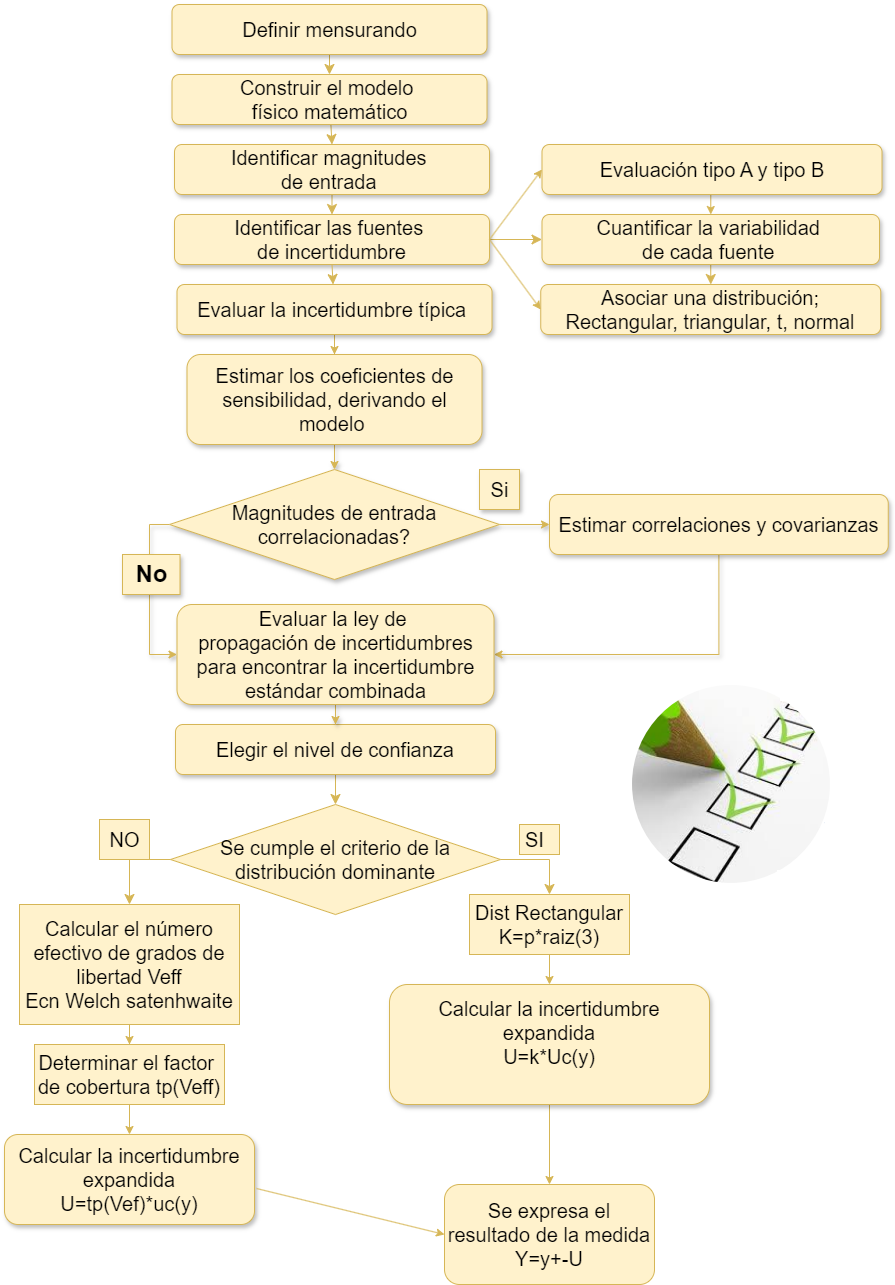 Definir mensurando
Construir el modelo
físico matemático
Identificar magnitudes
de entrada
Identificar las fuentes
de incertidumbre
Evaluación tipo A y tipo B
Cuantificar la variabilidad
de cada fuente
Asociar una distribución;
Rectangular, triangular, t, normal
Evaluar la incertidumbre típica
Estimar los coeficientes de
sensibilidad, derivando el
modelo
Magnitudes de entrada
correlacionadas?
Si
Estimar correlaciones y covarianzas
No
Evaluar la ley de
propagación de incertidumbres
para encontrar la incertidumbre
estándar combinada
Elegir el nivel de confianza
Se cumple el criterio de la
distribución dominante
NO
SI
Calcular el número
efectivo de grados de
libertad Veff
Ecn Welch satenhwaite
Determinar el factor
de cobertura tp(Veff)
Calcular la incertidumbre
expandida
U=tp(Vef)*uc(y)
Dist Rectangular
K=p*raiz(3)
Calcular la incertidumbre
expandida
U=k*Uc(y)
Se expresa el
resultado de la medida
Y=y+-U